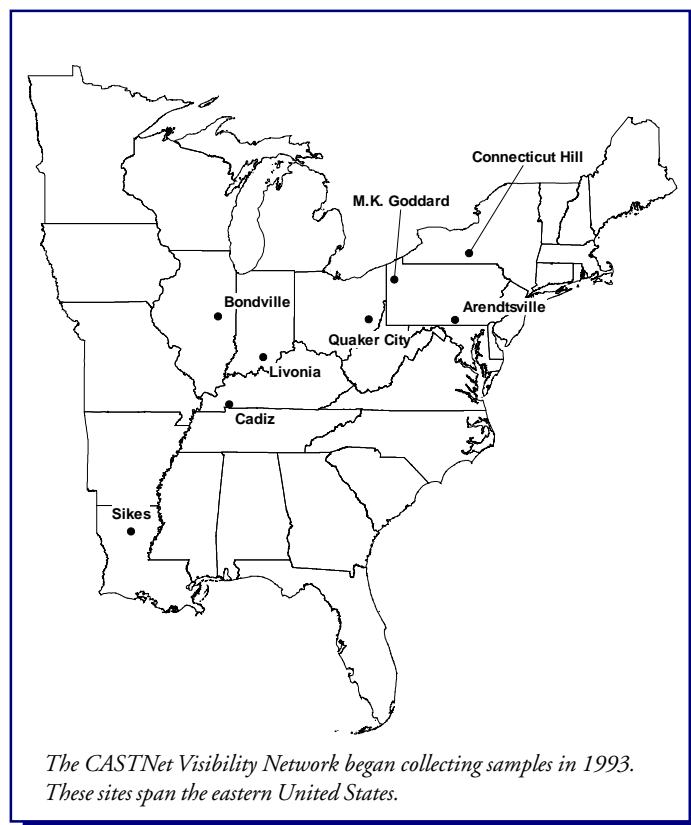 Connecticut Hill
M.K. Goddard
Bondville
Arendtsville
Quaker City
Livonia
Cadiz
Sikes
The CASTNet Visibility Network began collecting samples in 1993.
These sites span the eastern United States.